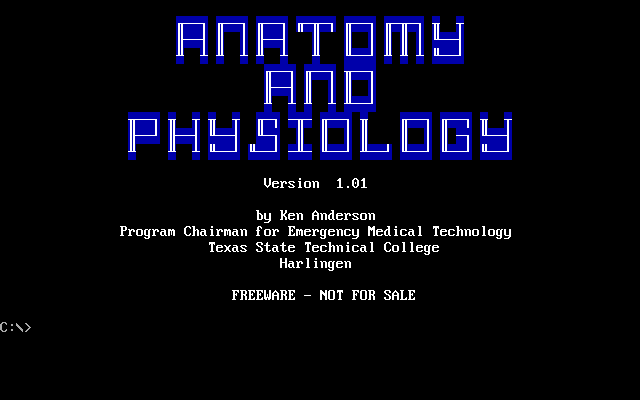 ANATOMY
AND
PHYSIOLOGY
Version 1.01
by Ken Anderson
Program Chairman for Emergency Medical Technology
Texas State Technical College
Harlingen
FREEWARE - NOT FOR SALE
C:\>